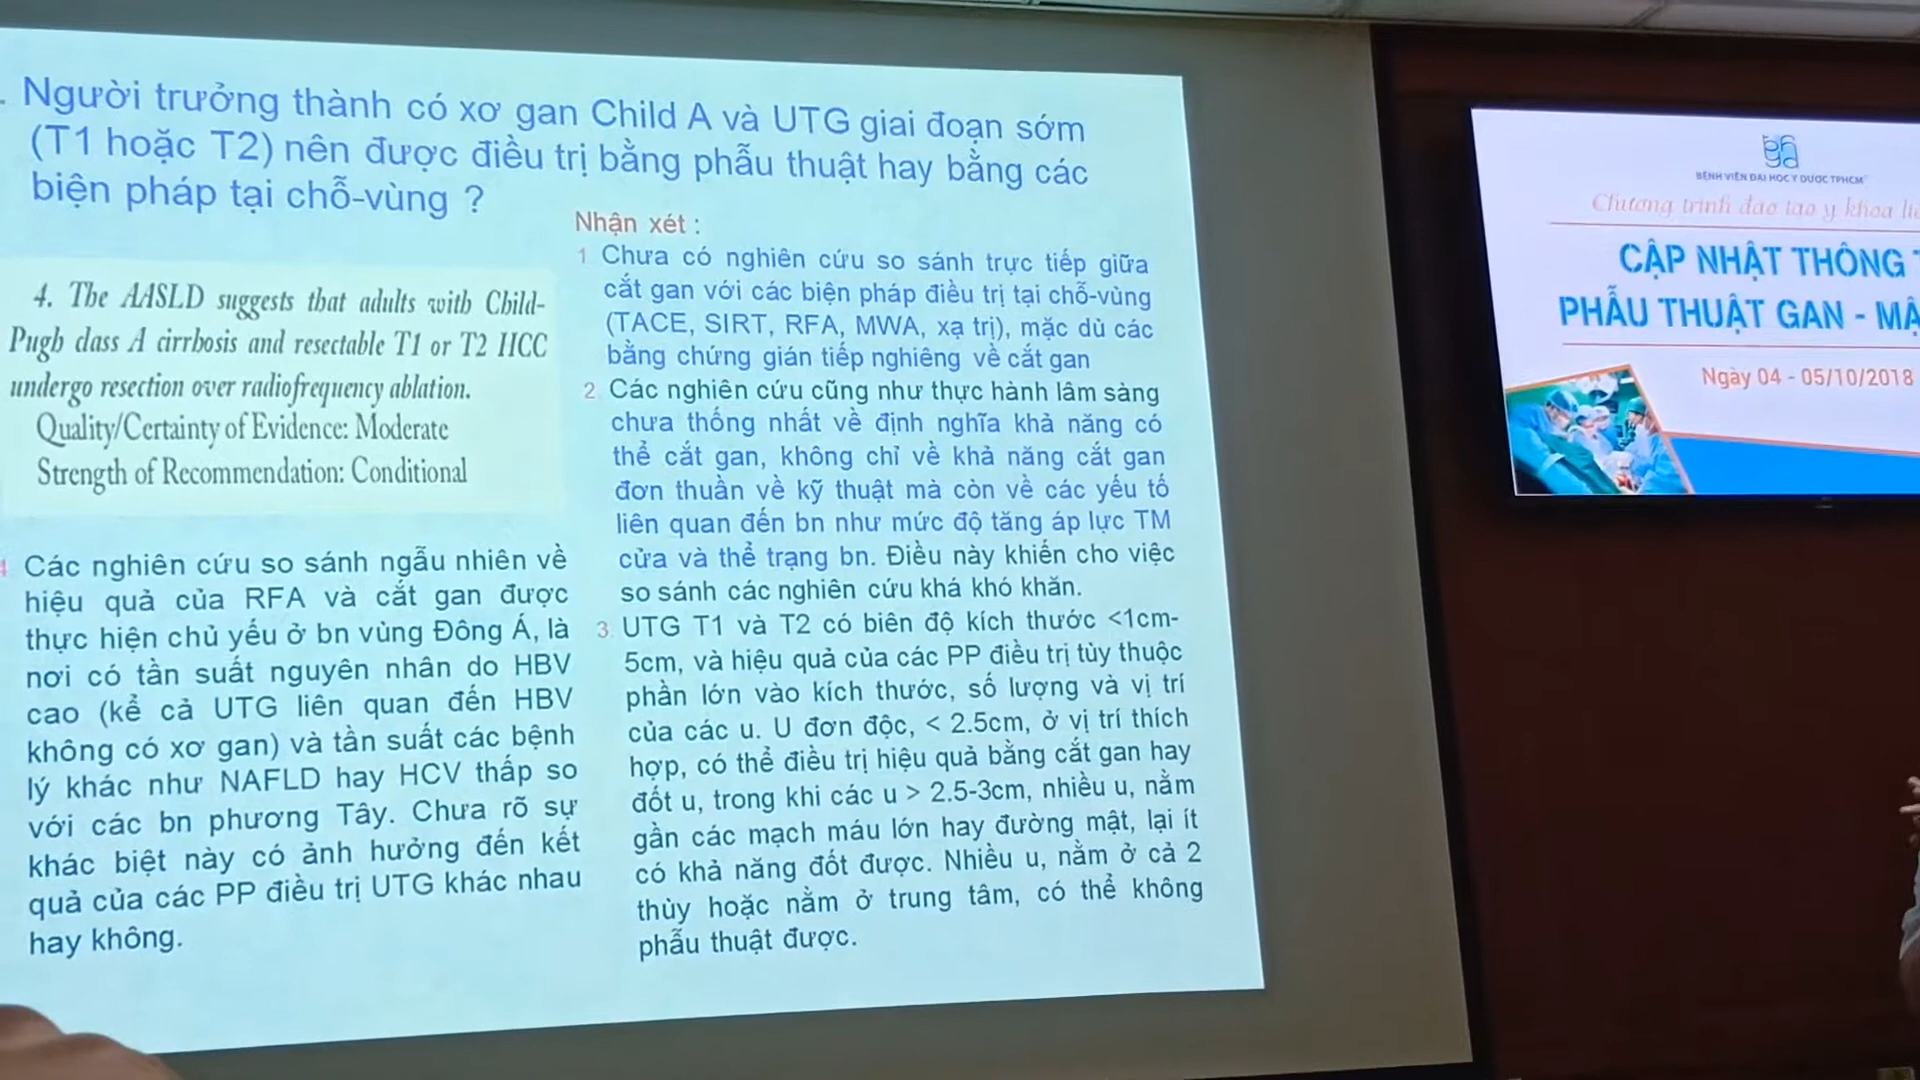 . Người trưởng thành có xơ gan Child A và UTG giai đoạn sớm
(T1 hoặc T2) nên được điều trị bằng phẫu thuật hay bằng các
biện pháp tại chỗ-vùng ?
4. The AASLD suggests that adults with Child-
Pugh class A cirrhosis and resectable T1 or T2 HCC
undergo resection over radiofrequency ablation.
Quality/Certainty of Evidence: Moderate
Strength of Recommendation: Conditional
4 Các nghiên cứu so sánh ngẫu nhiên về
hiệu quả của RFA và cắt gan được
thực hiện chủ yếu ở bn vùng Đông Á, là
nơi có tần suất nguyên nhân do HBV
cao (kể cả UTG liên quan đến HBV
không có xơ gan) và tần suất các bệnh
lý khác như NAFLD hay HCV thấp so
với các bn phương Tây. Chưa rõ sự
khác biệt này có ảnh hưởng đến kết
quả của các PP điều trị UTG khác nhau
hay không.
Nhận xét :
1 Chưa có nghiên cứu so sánh trực tiếp giữa
cắt gan với các biện pháp điều trị tại chỗ-vùng
(TACE, SIRT, RFA, MWA, xạ trị), mặc dù các
bằng chứng gián tiếp nghiêng về cắt gan
2. Các nghiên cứu cũng như thực hành lâm sàng
chưa thống nhất về định nghĩa khả năng có
thể cắt gan, không chỉ về khả năng cắt gan
đơn thuần về kỹ thuật mà còn về các yếu tố
liên quan đến bn như mức độ tăng áp lực TM
cửa và thể trạng bn. Điều này khiến cho việc
so sánh các nghiên cứu khá khó khăn.
3. UTG T1 và T2 có biên độ kích thước <1cm-
5cm, và hiệu quả của các PP điều trị tùy thuộc
phần lớn vào kích thước, số lượng và vị trí
của các u. U đơn độc, < 2.5cm, ở vị trí thích
hợp, có thể điều trị hiệu quả bằng cắt gan hay
đốt u, trong khi các u > 2.5-3cm, nhiều u, nằm
gần các mạch máu lớn hay đường mật, lại ít
có khả năng đốt được. Nhiều u, nằm ở cả 2
thùy hoặc nằm ở trung tâm, có thể không
phẫu thuật được.
BỆNH VIỆN ĐẠI HỌC Y DƯỢC TPHCM
Chương trình đào tạo y khoa
CẬP NHẬT THÔNG
PHẪU THUẬT GAN - MẬ
Ngày 04 - 05/10/2018